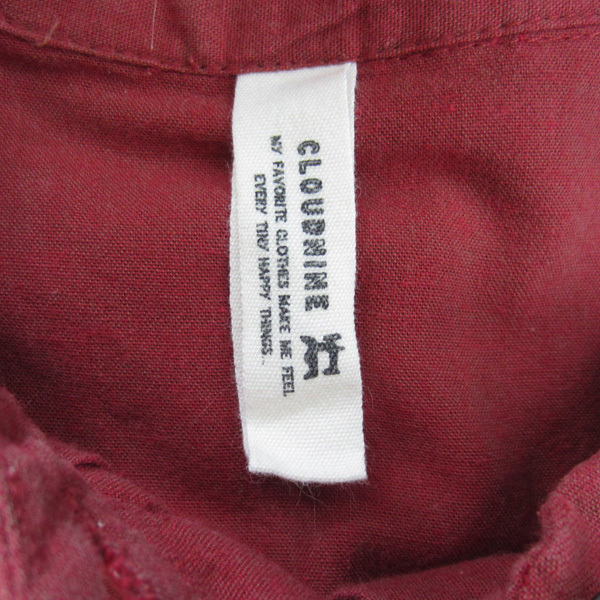 CLOUDNINE
MY FAVORITE CLOTHES MAKE ME FEEL
EVERY TINY HAPPY THINGS..